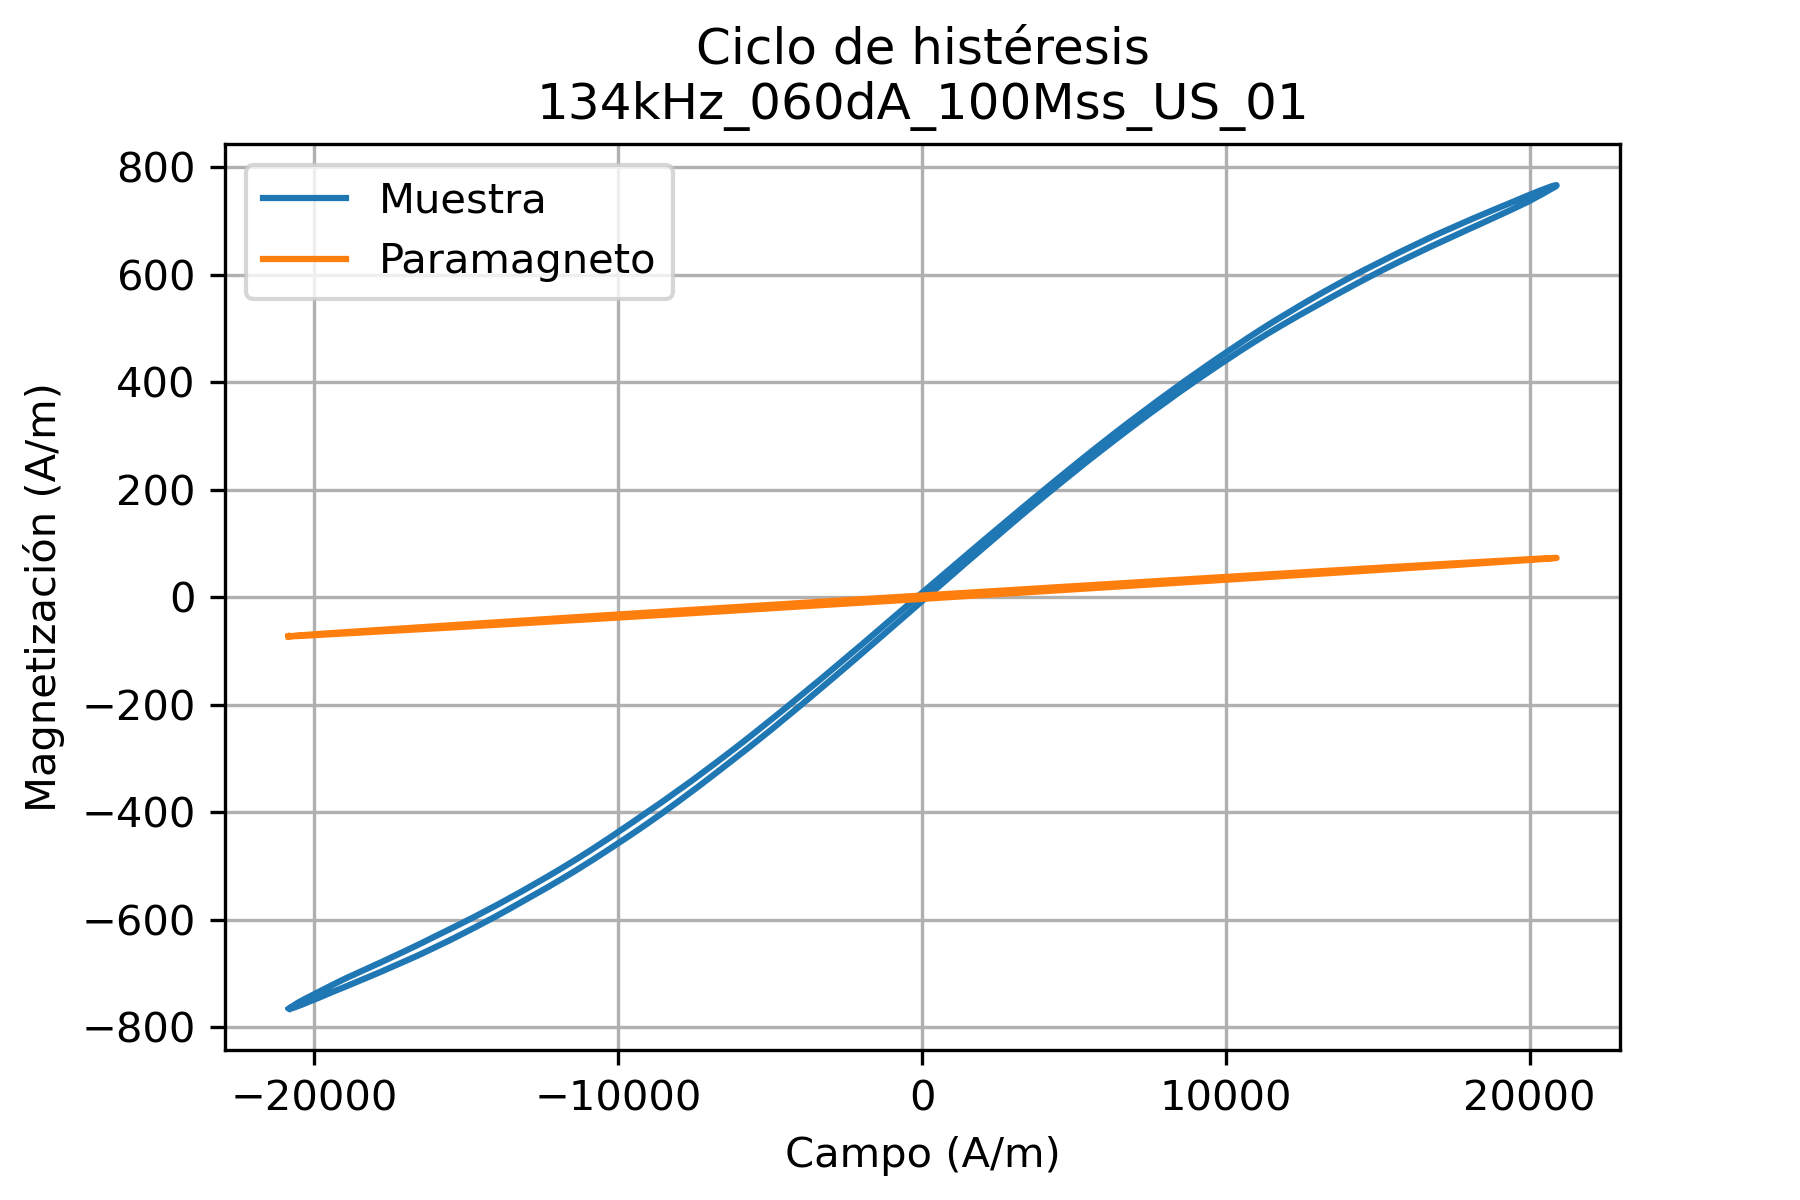 Ciclo de histéresis
134kHz_060dA_100Mss_US_01
Muestra
Paramagneto
800
600
400
200
0
−200
−400
−600
−800
Magnetización (A/m)
−20000
−10000
0
10000
20000
Campo (A/m)